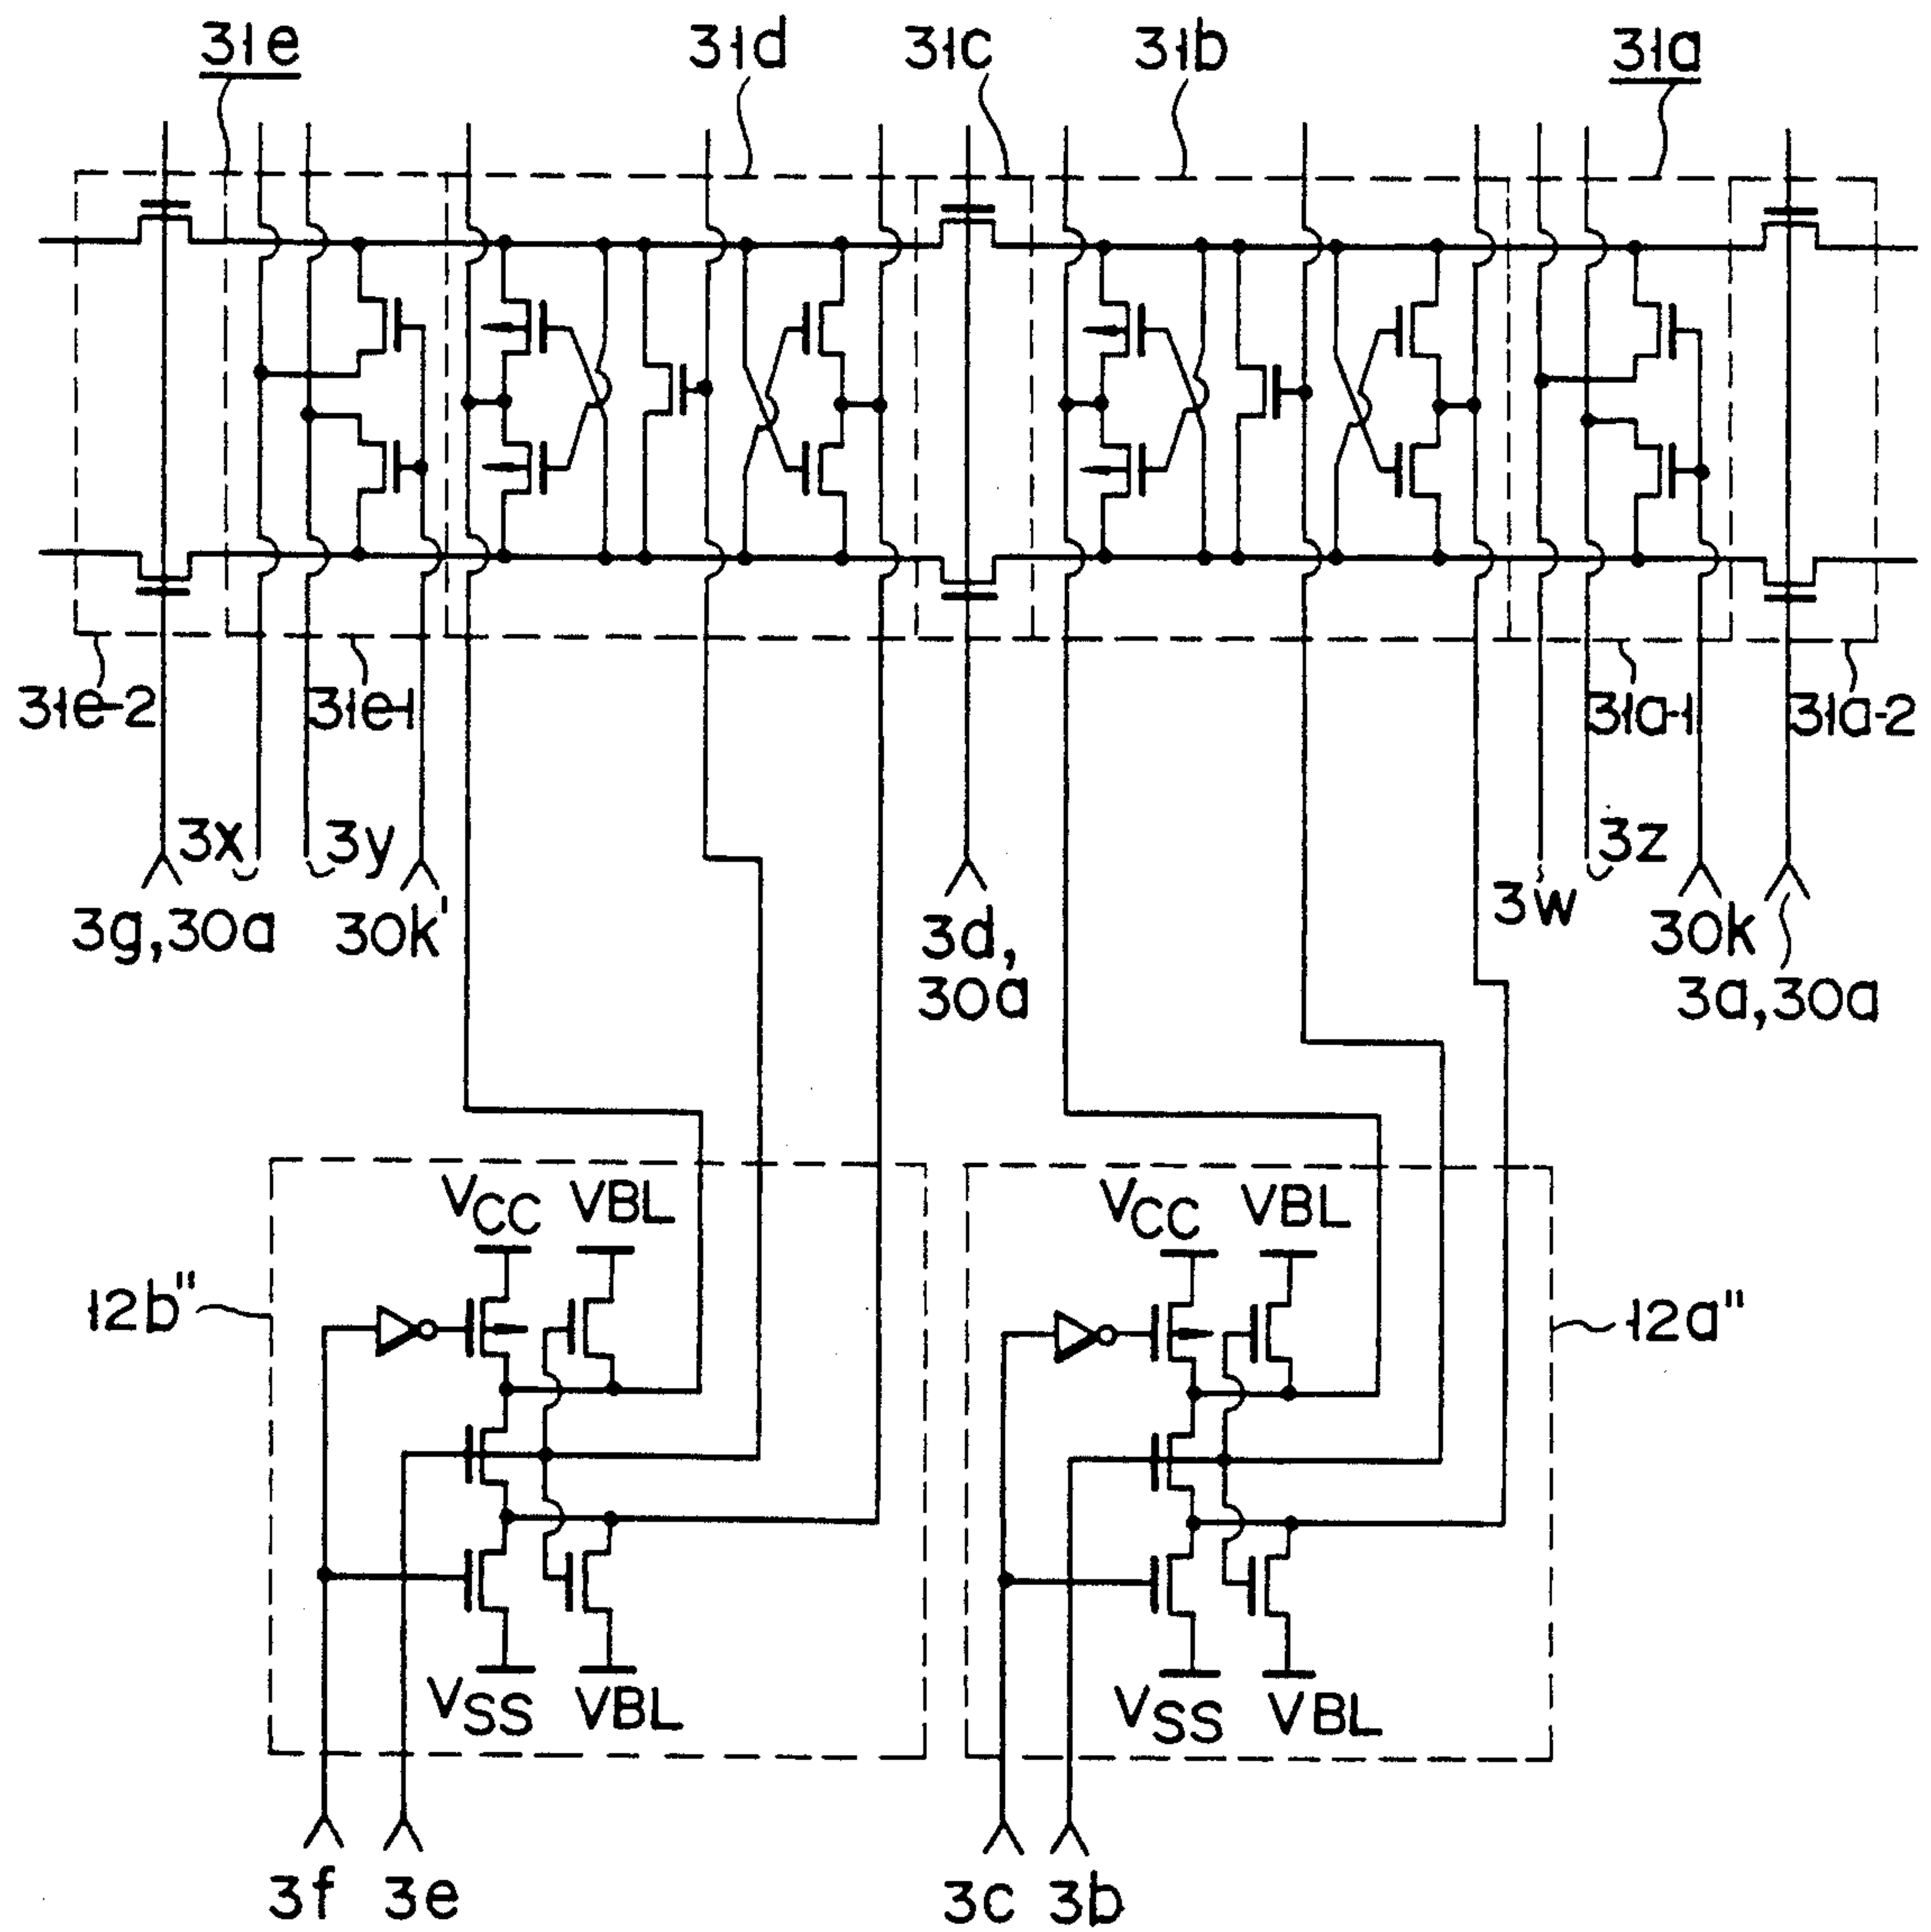 31e
31d
31c
31b
31a
31e-2
31e-1
31a-1
31a-2
3x
3y
3z
3w
3g,30a
30k'
3d,
30a
30k
3a,30a
VCC
VBL
VCC
VBL
12b"
12a"
VSS
VBL
VSS
VBL
3f
3e
3c
3b